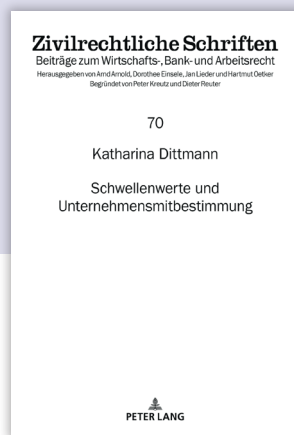 Zivilrechtliche Schriften
Beiträge zum Wirtschafts-, Bank- und Arbeitsrecht
Herausgegeben von Arnd Arnold, Dorothee Einsele, Jan Lieder und Hartmut Oetker
Begründet von Peter Kreutz und Dieter Reuter
70
Katharina Dittmann
Schwellenwerte und
Unternehmensmitbestimmung
PETER LANG